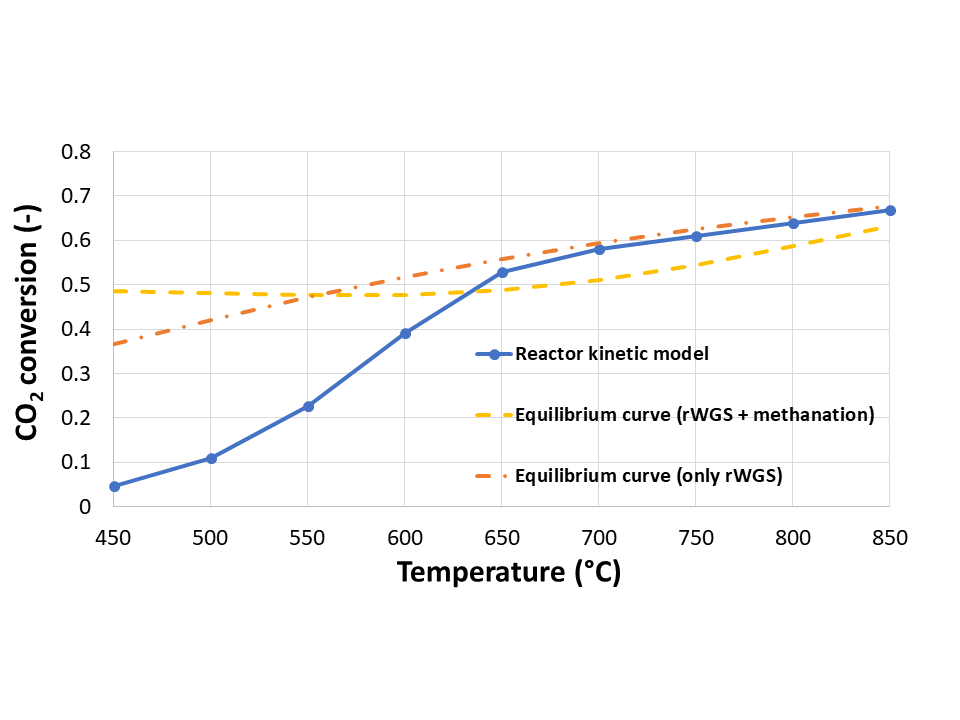 0.8
0.7
0.6
0.5
0.4
0.3
0.2
0.1
0
CO2 conversion (-)
Reactor kinetic model
Equilibrium curve (rWGS + methanation)
Equilibrium curve (only rWGS)
450 500 550 600 650 700 750 800 850
Temperature (°C)